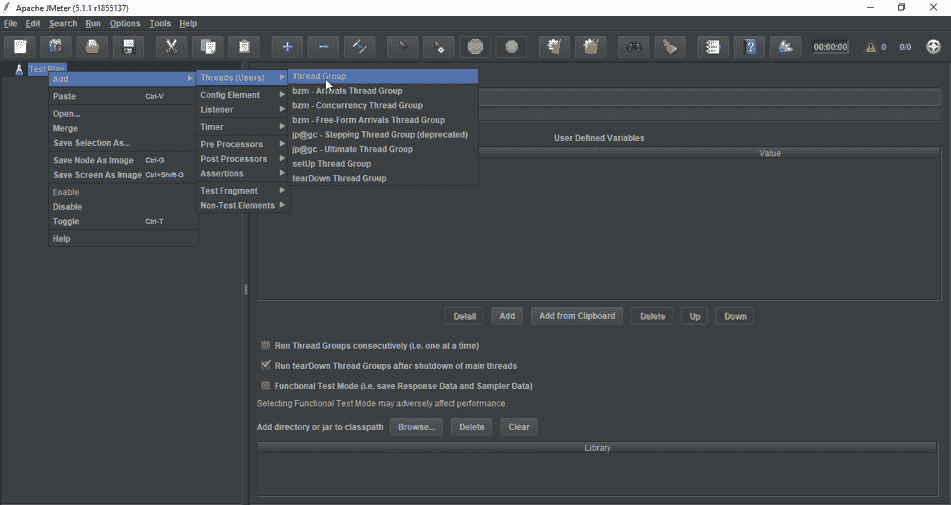 Apache JMeter (5.1.1 r1855137)
File Edit Search Run Options Tools Help
00:00:00 0 0/0
Test Plan
Add
Paste Ctrl-V
Open...
Merge
Save Selection As...
Save Node As Image Ctrl-G
Save Screen As Image Ctrl+Shift-G
Enable
Disable
Toggle Ctrl-T
Help
Threads (Users)
Config Element
Listener
Timer
Pre Processors
Post Processors
Assertions
Test Fragment
Non-Test Elements
Thread Group
bzm - Arrivals Thread Group
bzm - Concurrency Thread Group
bzm - Free-Form Arrivals Thread Group
jp@gc - Stepping Thread Group (deprecated)
jp@gc - Ultimate Thread Group
setUp Thread Group
tearDown Thread Group
User Defined Variables
Value
Detail Add Add from Clipboard Delete Up Down
Run Thread Groups consecutively (i.e. one at a time)
Run tearDown Thread Groups after shutdown of main threads
Functional Test Mode (i.e. save Response Data and Sampler Data)
Selecting Functional Test Mode may adversely affect performance.
Add directory or jar to classpath Browse... Delete Clear
Library